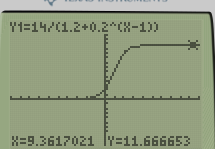 Y1=14/(1.2+0.2^(X-1))
X=9.3617021 Y=11.666653